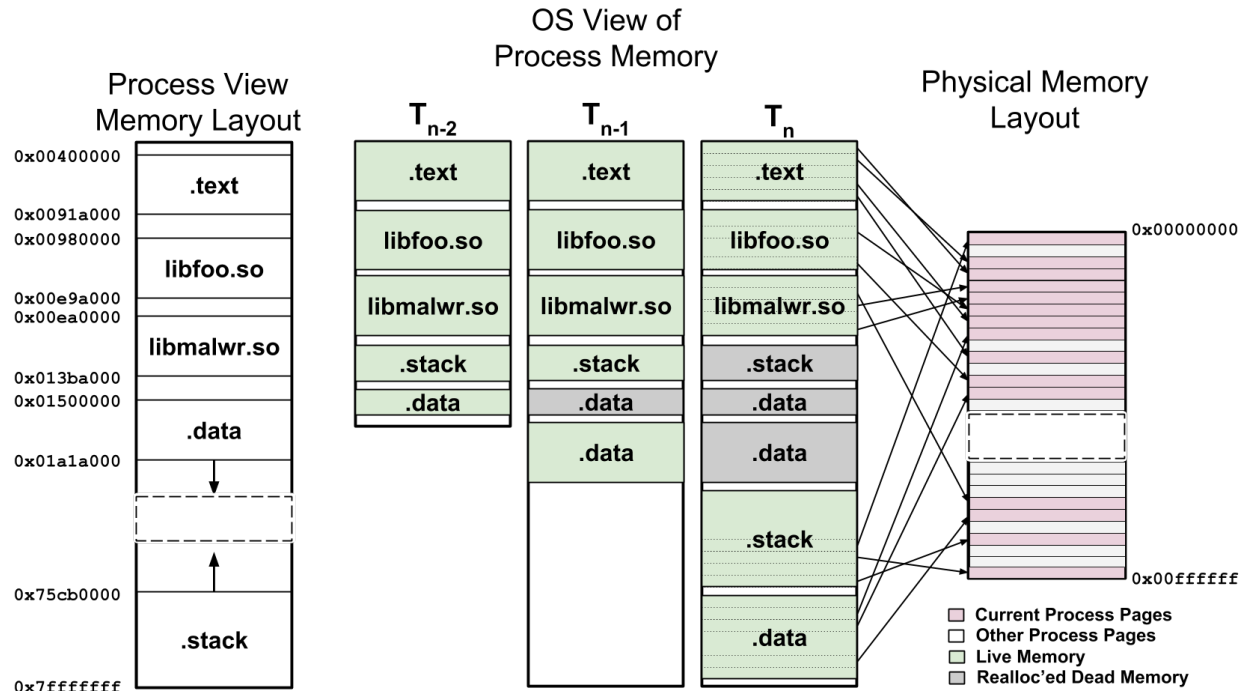 OS View of
Process Memory
Process View
Memory Layout
Physical Memory
Layout
Tn-2
Tn-1
Tn
0x00400000
.text
0x0091a000
0x00980000
libfoo.so
0x00e9a000
0x00ea0000
libmalwr.so
0x013ba000
0x01500000
.data
0x01a1a000
0x75cb0000
.stack
0x7fffffff
.text
libfoo.so
libmalwr.so
.stack
.data
.text
libfoo.so
libmalwr.so
.stack
.data
.data
.text
libfoo.so
libmalwr.so
.stack
.data
.data
.stack
.data
0x00000000
0x00ffffff
Current Process Pages
Other Process Pages
Live Memory
Realloc'ed Dead Memory